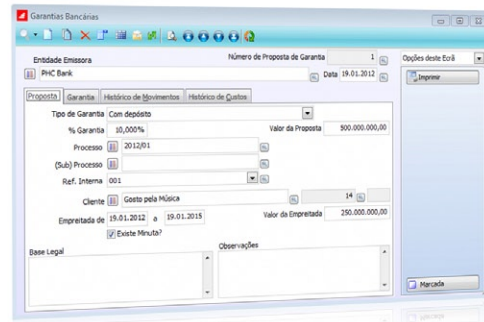 Garantias Bancárias
Entidade Emissora
Número de Proposta de Garantia 1
PHC Bank
Data 19.01.2012
Opções deste Ecrã
Imprimir
Proposta Garantia Histórico de Movimentos Histórico de Custos
Tipo de Garantia Com depósito
% Garantia 10,000% Valor da Proposta 500.000.000,00
Processo 2012/01
(Sub) Processo
Ref. Interna 001
Cliente Gosto pela Música 14
Empreitada de 19.01.2012 a 19.01.2015 Valor da Empreitada 250.000.000,00
Existe Minuta?
Base Legal Observações
Marcada